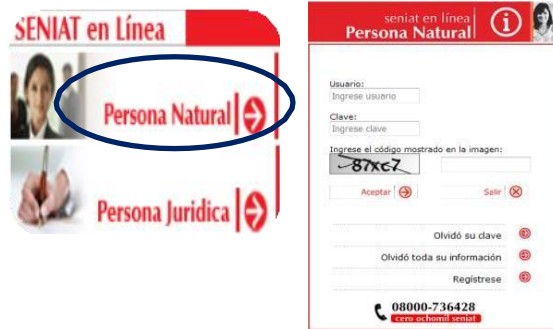 SENIAT en Línea
Persona Natural
Persona Juridica
seniat en línea
Persona Natural
Usuario:
Ingrese usuario
Clave:
Ingrese clave
Ingrese el código mostrado en la imagen:
87xc7
Aceptar
Salir
Olvidó su clave
Olvidó toda su información
Regístrese
08000-736428
cero ochomil seniat